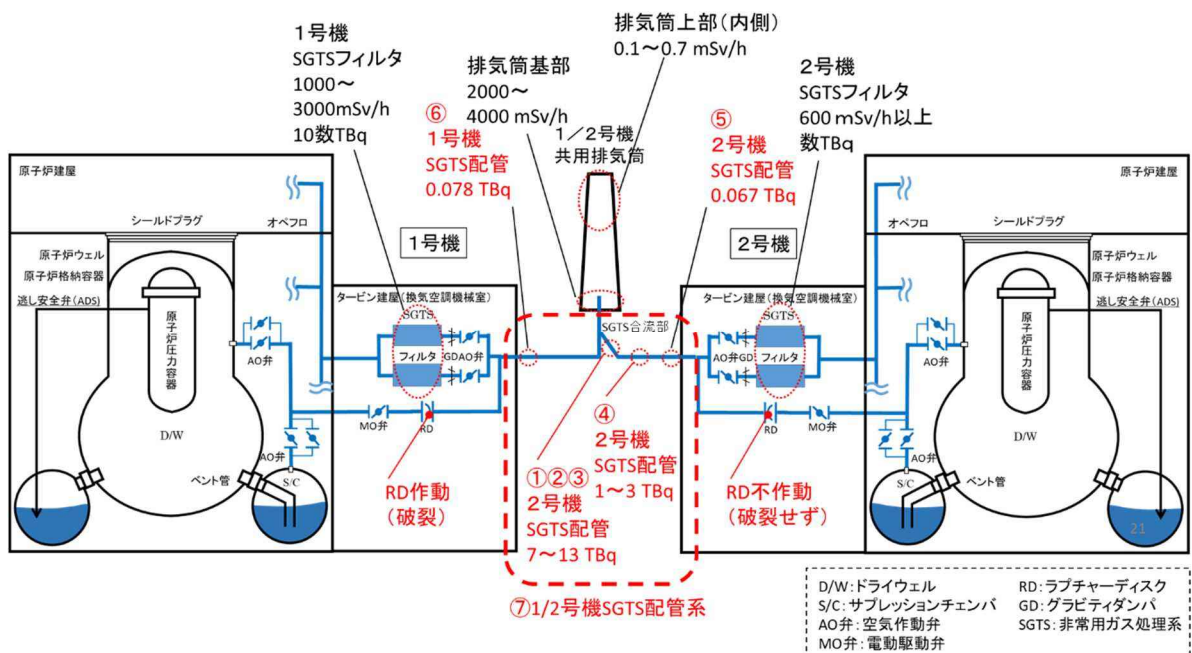 排気筒上部（内側）
0.1～0.7 mSv/h
1号機
SGTSフィルタ
1000～
3000mSv/h
10数TBq
排気筒基部
2000～
4000 mSv/h
2号機
SGTSフィルタ
600 mSv/h以上
数TBq
⑥
1号機
SGTS配管
0.078 TBq
1／2号機
共用排気筒
⑤
2号機
SGTS配管
0.067 TBq
原子炉建屋
シールドプラグ
オペフロ
原子炉ウェル
原子炉格納容器
逃し安全弁(ADS)
原子炉圧力容器
D/W
AO弁
AO弁
S/C
ベント管
1号機
タービン建屋（換気空調機械室）
SGTS
フィルタ
GD
AO弁
MO弁
RD
RD作動
（破裂）
SGTS合流部
①②③
2号機
SGTS配管
7～13 TBq
④
2号機
SGTS配管
1～3 TBq
⑦1/2号機SGTS配管系
2号機
タービン建屋（換気空調機械室）
SGTS
フィルタ
AO弁
GD
RD
MO弁
RD不作動
（破裂せず）
原子炉建屋
オペフロ
シールドプラグ
原子炉ウェル
原子炉格納容器
逃し安全弁(ADS)
原子炉圧力容器
D/W
AO弁
AO弁
S/C
ベント管
21
D/W：ドライウェル
S/C：サプレッションチェンバ
AO弁：空気作動弁
MO弁：電動駆動弁
RD：ラプチャーディスク
GD：グラビティダンパ
SGTS：非常用ガス処理系